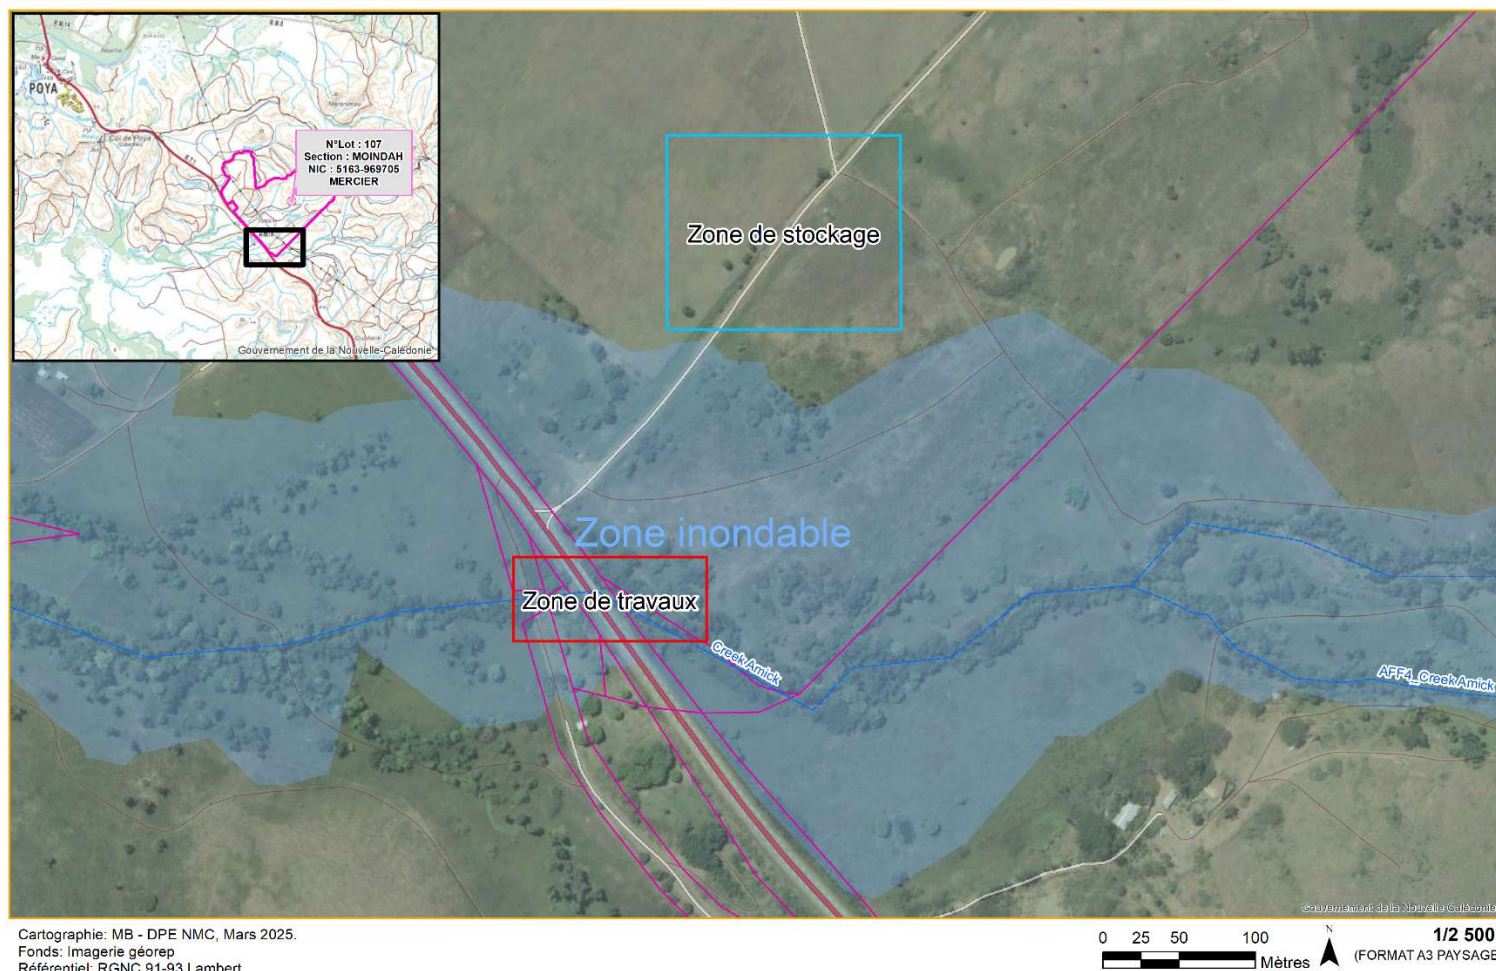 POYA
Col de Poya
N°Lot : 107
Section : MOINDAH
NIC : 5163-969705
MERCIER
Gouvernement de la Nouvelle-Calédonie
Zone de stockage
Zone inondable
Zone de travaux
Creek Amick
AFF4_Creek Amick
Gouvernement de la Nouvelle-Calédonie
Cartographie: MB - DPE NMC, Mars 2025.
Fonds: Imagerie géorep
Référentiel: RGNC 91-93 Lambert
0 25 50 100
Mètres
N
1/2 500
(FORMAT A3 PAYSAGE